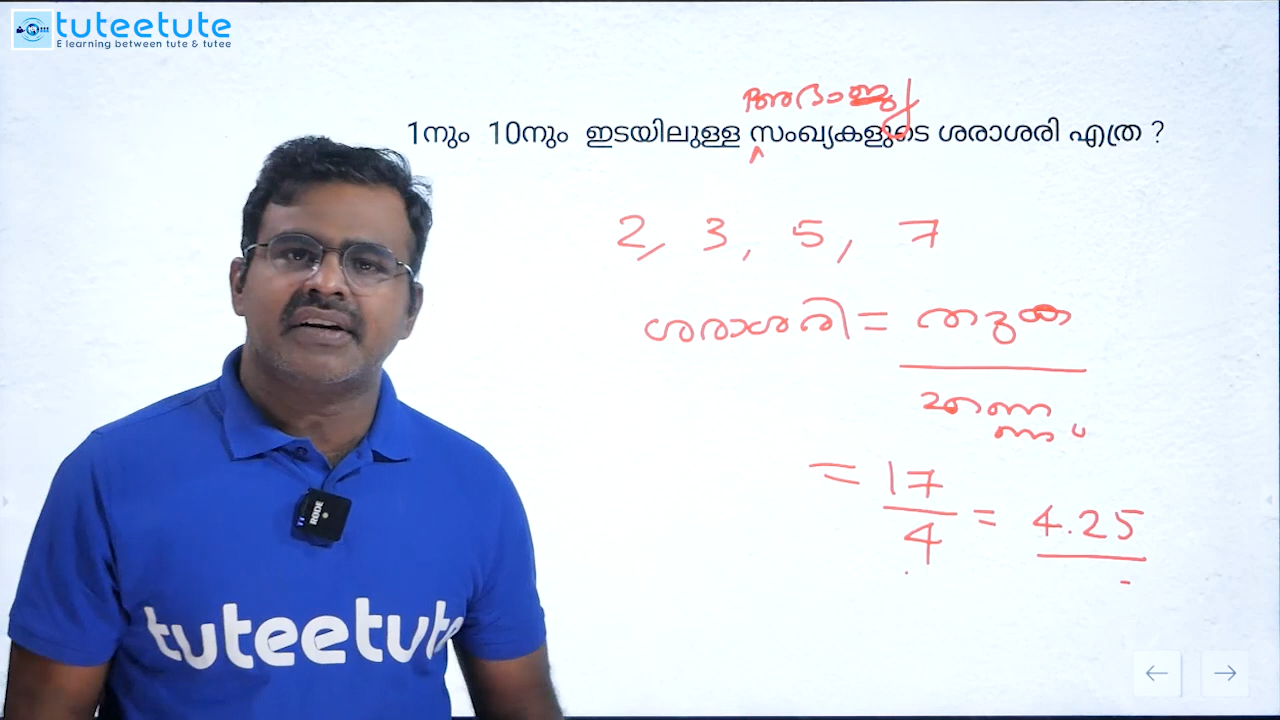 tuteetute
E learning between tute & tutee
അഭാജ്യ
1നും 10നും ഇടയിലുള്ള സംഖ്യകളുടെ ശരാശരി എത്ര ?
2, 3, 5, 7
ശരാശരി = തുക
എണ്ണം
= 17
4
= 4.25
RODE
tuteetute